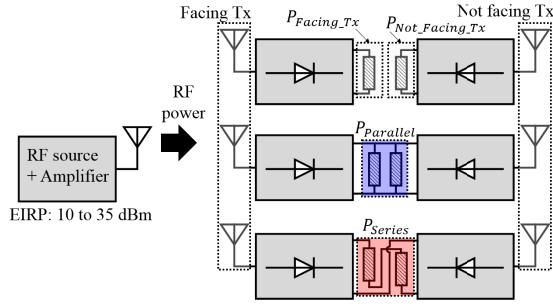 Facing Tx
P_Facing_Tx
P_Not_Facing_Tx
Not facing Tx
RF
power
P_Parallel
RF source
+ Amplifier
EIRP: 10 to 35 dBm
P_Series